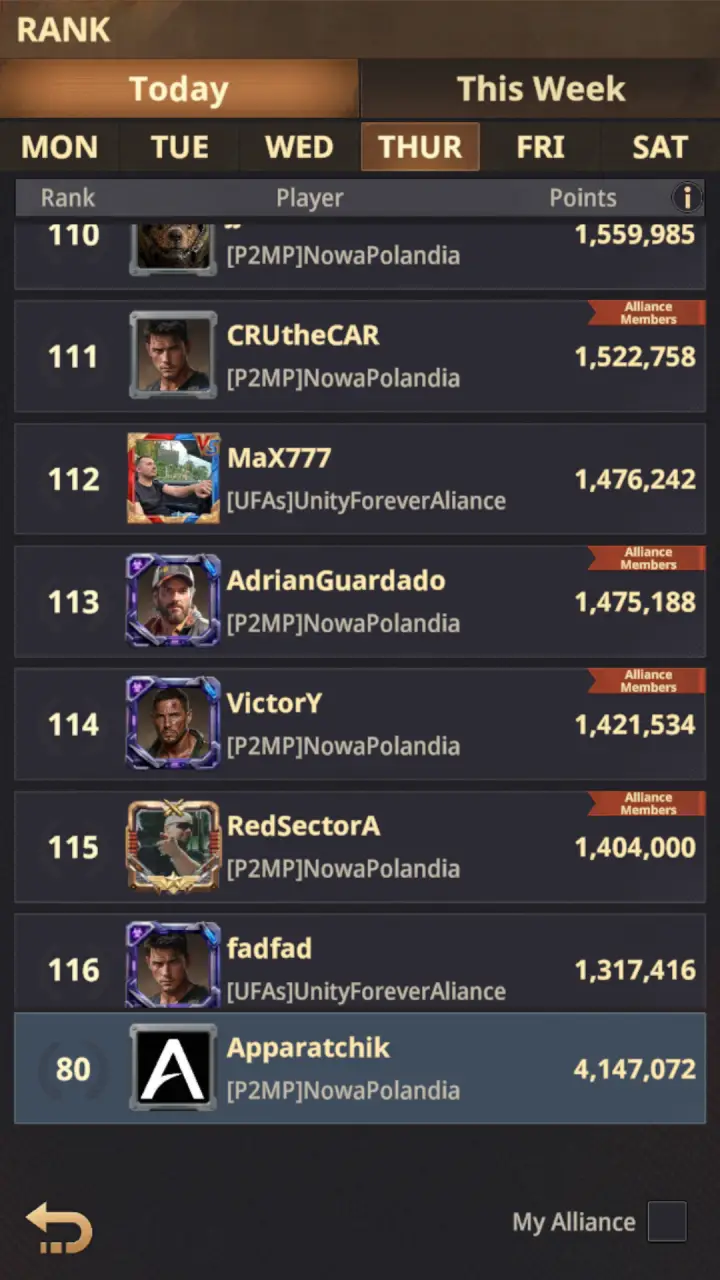 RANK
Today
This Week
MON TUE WED THUR FRI SAT
Rank Player Points
110
[P2MP]NowaPolandia
1,559,985
Alliance
Members
111
CRUtheCAR
[P2MP]NowaPolandia
1,522,758
112
MaX777
[UFAs]UnityForeverAliance
1,476,242
Alliance
Members
113
AdrianGuardado
[P2MP]NowaPolandia
1,475,188
Alliance
Members
114
VictorY
[P2MP]NowaPolandia
1,421,534
Alliance
Members
115
RedSectorA
[P2MP]NowaPolandia
1,404,000
116
fadfad
[UFAs]UnityForeverAliance
1,317,416
80
Apparatchik
[P2MP]NowaPolandia
4,147,072
My Alliance